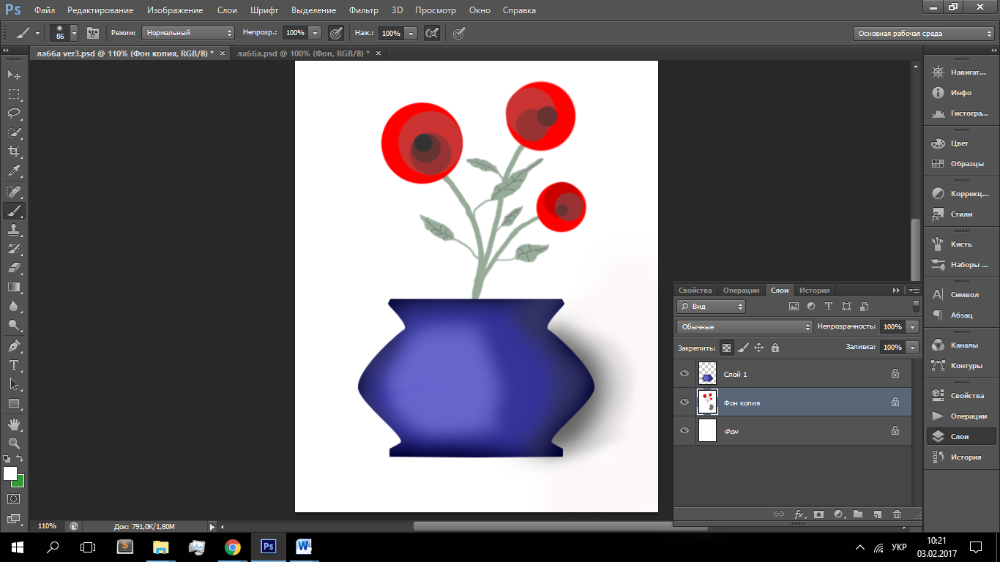 Ps Файл Редактирование Изображение Слои Шрифт Выделение Фильтр 3D Просмотр Окно Справка
86 Режим: Нормальный Непрозр.: 100% Наж.: 100% Основная рабочая среда
лабба ver3.psd @ 110% (Фон копия, RGB/8) * × лабба.psd @ 100% (Фон, RGB/8) * ×
Навигат...
Инфо
Гистогра...
Цвет
Образцы
Коррекц...
Стили
Кисть
Наборы ...
Символ
Абзац
Каналы
Контуры
Свойства
Операции
Слои
История
Свойства Операции Слои История
Вид
Обычные Непрозрачность: 100%
Закрепить: Заливка: 100%
Слой 1
Фон копия
Фон
110% Док: 791,0K/1,80M
УКР
10:21
03.02.2017